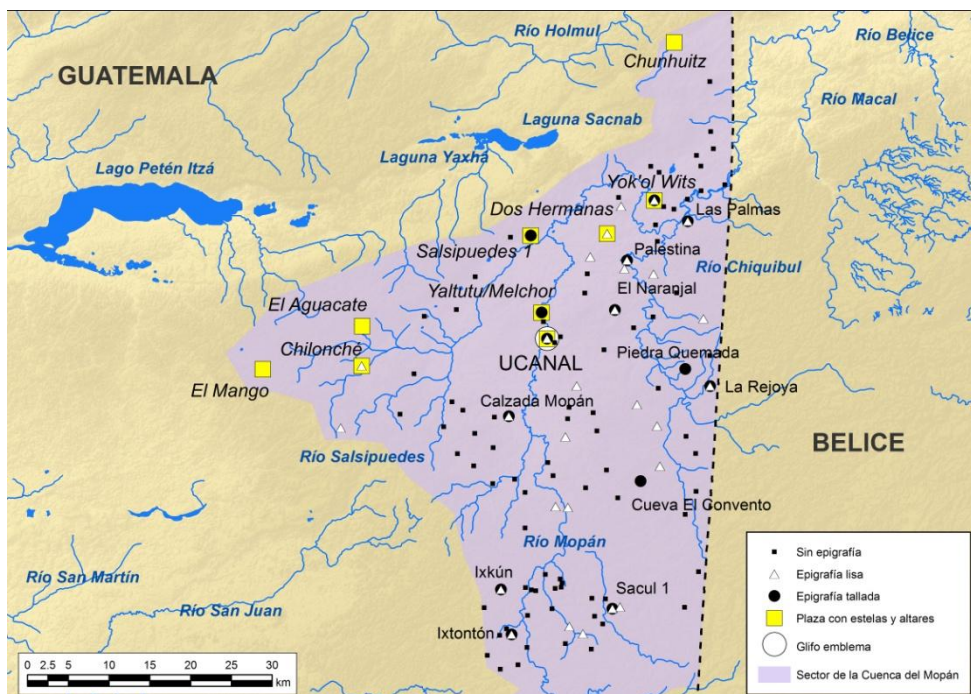 Río Holmul
Río Belice
Chunhuitz
GUATEMALA
Río Macal
Laguna Sacnab
Laguna Yaxhá
Lago Petén Itzá
Yok'ol Wits
Dos Hermanas
Las Palmas
Salsipuedes 1
Palestina
Río Chiquibul
Yaltutu/Melchor
El Naranjal
El Aguacate
Chilonché
Piedra Quemada
UCANAL
El Mango
La Rejoya
Calzada Mopán
BELICE
Río Salsipuedes
Cueva El Convento
Río Mopán
Río San Martín
Ixkún
Sacul 1
Río San Juan
Ixtontón
Sin epigrafía
Epigrafía lisa
Epigrafía tallada
Plaza con estelas y altares
Glifo emblema
Sector de la Cuenca del Mopán
0 2.5 5 10 15 20 25 30
km